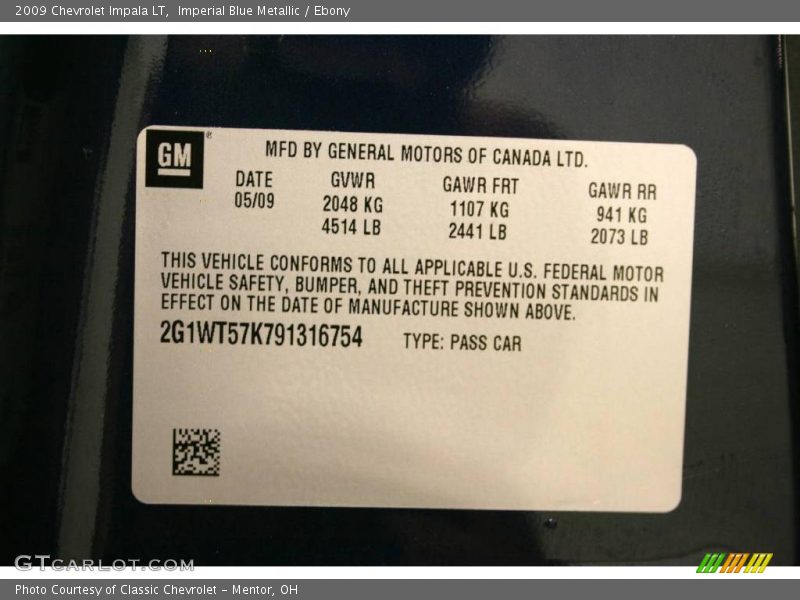 2009 Chevrolet Impala LT, Imperial Blue Metallic / Ebony
GM®
MFD BY GENERAL MOTORS OF CANADA LTD.
DATE GVWR GAWR FRT GAWR RR
05/09 2048 KG 1107 KG 941 KG
4514 LB 2441 LB 2073 LB
THIS VEHICLE CONFORMS TO ALL APPLICABLE U.S. FEDERAL MOTOR
VEHICLE SAFETY, BUMPER, AND THEFT PREVENTION STANDARDS IN
EFFECT ON THE DATE OF MANUFACTURE SHOWN ABOVE.
2G1WT57K791316754 TYPE: PASS CAR
GTCARLOT.COM
Photo Courtesy of Classic Chevrolet - Mentor, OH